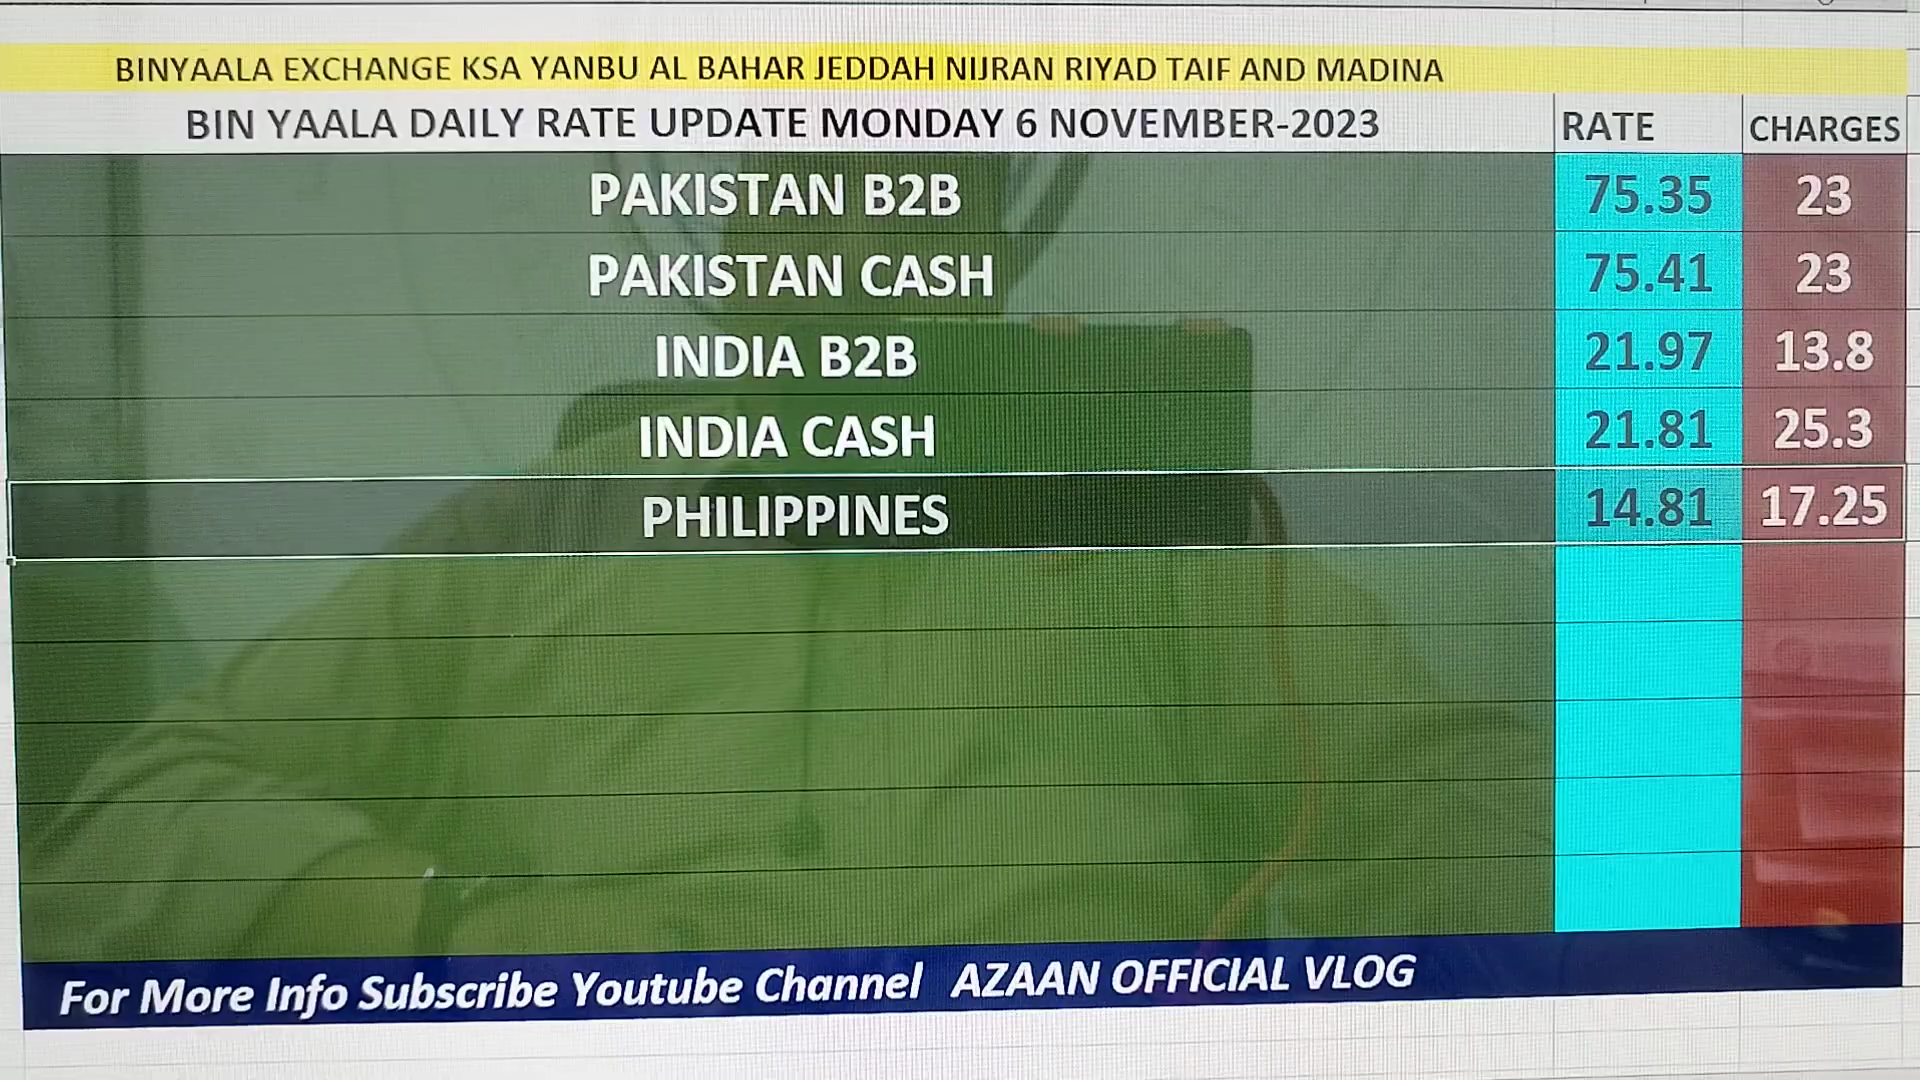 BINYAALA EXCHANGE KSA YANBU AL BAHAR JEDDAH NIJRAN RIYAD TAIF AND MADINA
BIN YAALA DAILY RATE UPDATE MONDAY 6 NOVEMBER-2023 RATE CHARGES
PAKISTAN B2B 75.35 23
PAKISTAN CASH 75.41 23
INDIA B2B 21.97 13.8
INDIA CASH 21.81 25.3
PHILIPPINES 14.81 17.25
For More Info Subscribe Youtube Channel AZAAN OFFICIAL VLOG